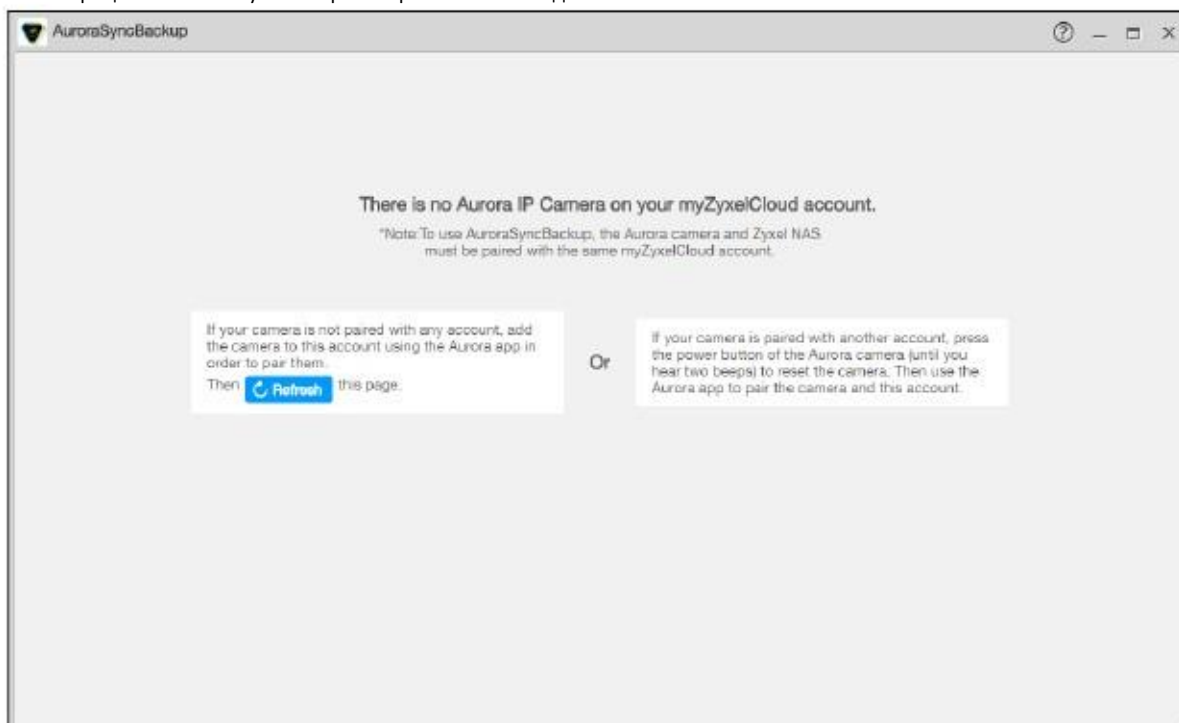 AuroraSyncBackup
There is no Aurora IP Camera on your myZyxelCloud account.
*Note:To use AuroraSyncBackup, the Aurora camera and Zyxel NAS
must be paired with the same myZyxelCloud account.
If your camera is not paired with any account, add
the camera to this account using the Aurora app in
order to pair them.
Then Refresh this page.
Or
If your camera is paired with another account, press
the power button of the Aurora camera (until you
hear two beeps) to reset the camera. Then use the
Aurora app to pair the camera and this account.